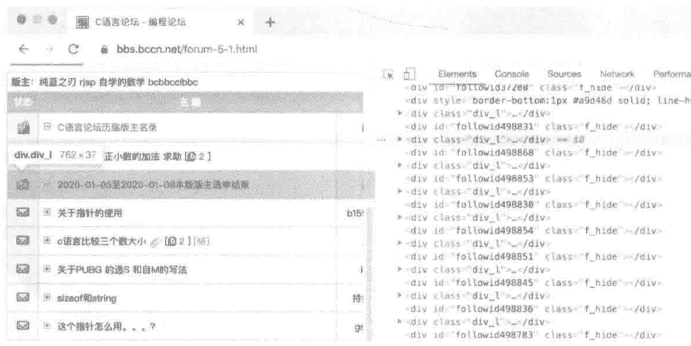 C语言论坛 - 编程论坛
bbs.bccn.net/forum-5-1.html
版主: 纯蓝之刃 rjsp 自学的数学 bcbbcclbbc
状态 主题
C语言论坛历届版主名录
div.div_l 762×37 正小数的加法 求助 [2]
2020-01-06至2020-01-08本版版主选举结束
关于指针的使用 b15
c语言比较三个数大小 [2]
关于PUBG 的逃S 和自M的写法
sizeof和string
这个指针怎么用。。。?
Elements Console Sources Network Performa
<div id="followid37200" class="f_hide"></div>
<div style="border-bottom:1px #a9d46d solid; line-h
<div class="div_l">…</div>
<div id="followid498831" class="f_hide"></div>
… <div class="div_l">…</div> == $0
<div id="followid498868" class="f_hide"></div>
<div class="div_l">…</div>
<div id="followid498853" class="f_hide"></div>
<div class="div_l">…</div>
<div id="followid498830" class="f_hide"></div>
<div class="div_l">…</div>
<div id="followid498854" class="f_hide"></div>
<div class="div_l">…</div>
<div id="followid498851" class="f_hide"></div>
<div class="div_l">…</div>
<div id="followid498845" class="f_hide"></div>
<div class="div_l">…</div>
<div id="followid498836" class="f_hide"></div>
<div class="div_l">…</div>
<div id="followid498783" class="f_hide"></div>